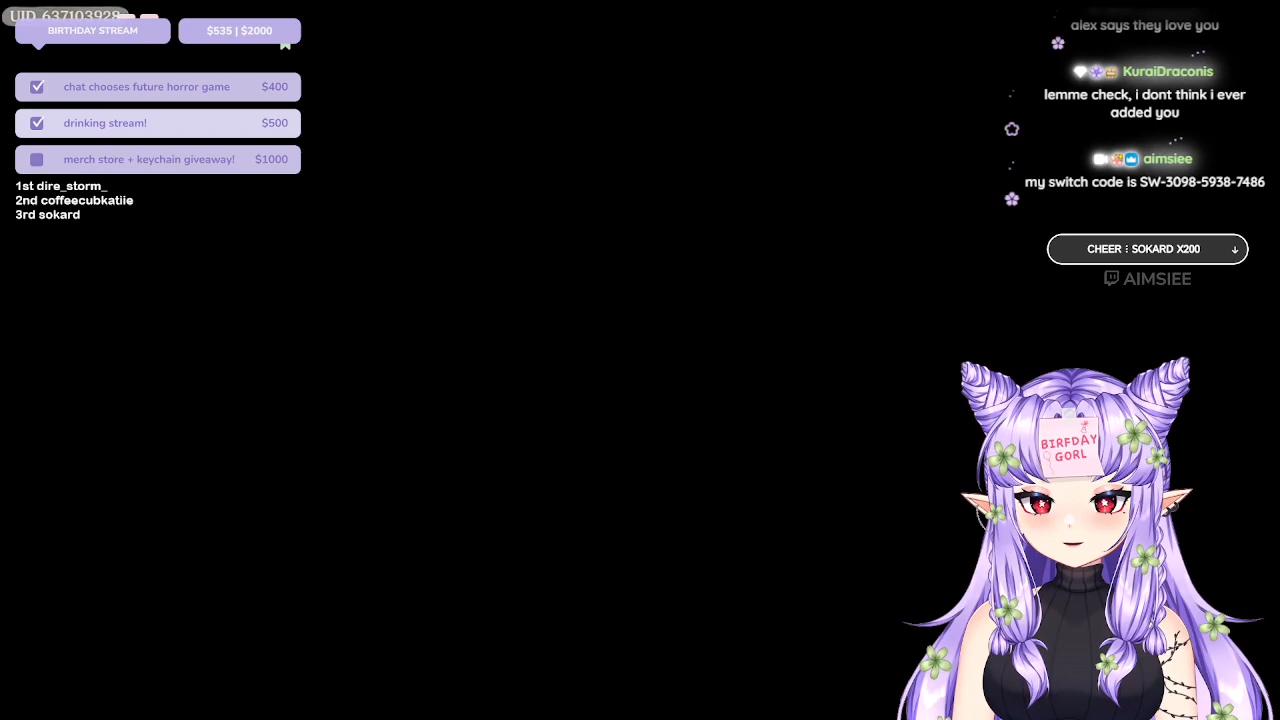 UID 637103928
BIRTHDAY STREAM
$535 | $2000
chat chooses future horror game $400
drinking stream! $500
merch store + keychain giveaway! $1000
1st dire_storm_
2nd coffeecubkatiie
3rd sokard
alex says they love you
KuraiDraconis
lemme check, i dont think i ever
added you
aimsiee
my switch code is SW-3098-5938-7486
CHEER : SOKARD X200
AIMSIEE
BIRFDAY
GORL